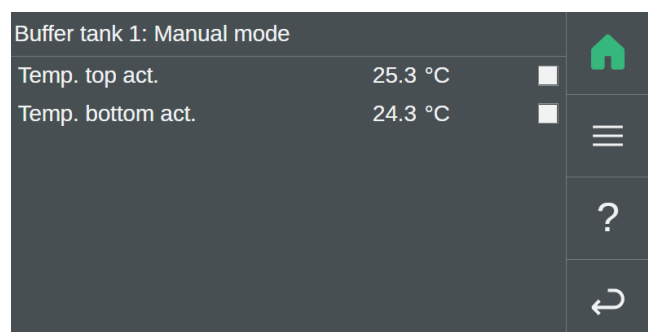 Buffer tank 1: Manual mode
Temp. top act. 25.3 °C
Temp. bottom act. 24.3 °C
?